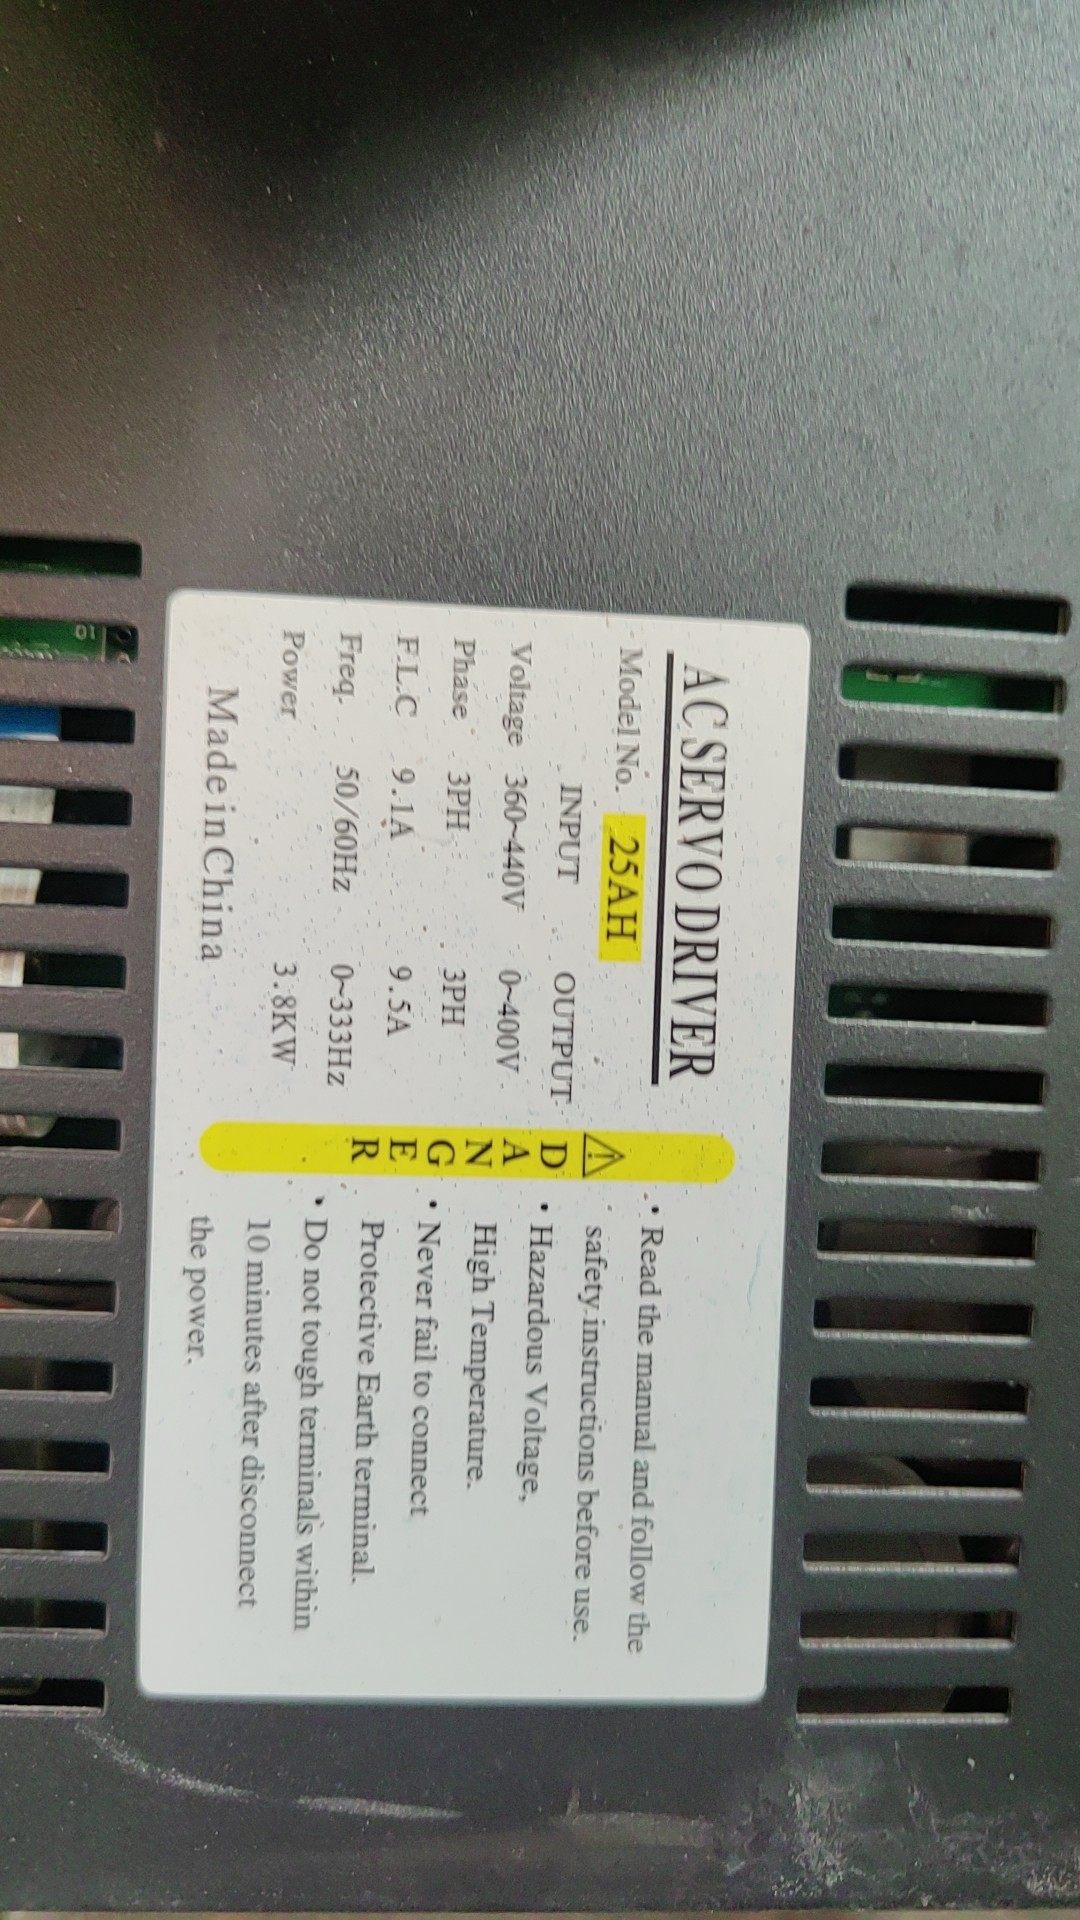 AC SERVO DRIVER
Model No. 25AH
INPUT OUTPUT
Voltage 360~440V 0~400V
Phase 3PH 3PH
F.L.C 9.1A 9.5A
Freq. 50/60Hz 0~333Hz
Power 3.8KW
Made in China
DANGER
• Read the manual and follow the
safety instructions before use.
• Hazardous Voltage,
High Temperature.
• Never fail to connect
Protective Earth terminal.
• Do not tough terminals within
10 minutes after disconnect
the power.
01